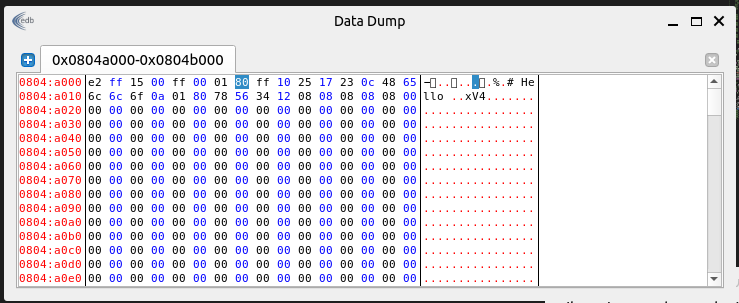 edb
Data Dump
0x0804a000-0x0804b000
0804:a000 e2 ff 15 00 ff 00 01 80 ff 10 25 17 23 0c 48 65 ¬▯..▯...▯.%.# He
0804:a010 6c 6c 6f 0a 01 80 78 56 34 12 08 08 08 08 08 00 llo ..xV4.......
0804:a020 00 00 00 00 00 00 00 00 00 00 00 00 00 00 00 00 ................
0804:a030 00 00 00 00 00 00 00 00 00 00 00 00 00 00 00 00 ................
0804:a040 00 00 00 00 00 00 00 00 00 00 00 00 00 00 00 00 ................
0804:a050 00 00 00 00 00 00 00 00 00 00 00 00 00 00 00 00 ................
0804:a060 00 00 00 00 00 00 00 00 00 00 00 00 00 00 00 00 ................
0804:a070 00 00 00 00 00 00 00 00 00 00 00 00 00 00 00 00 ................
0804:a080 00 00 00 00 00 00 00 00 00 00 00 00 00 00 00 00 ................
0804:a090 00 00 00 00 00 00 00 00 00 00 00 00 00 00 00 00 ................
0804:a0a0 00 00 00 00 00 00 00 00 00 00 00 00 00 00 00 00 ................
0804:a0b0 00 00 00 00 00 00 00 00 00 00 00 00 00 00 00 00 ................
0804:a0c0 00 00 00 00 00 00 00 00 00 00 00 00 00 00 00 00 ................
0804:a0d0 00 00 00 00 00 00 00 00 00 00 00 00 00 00 00 00 ................
0804:a0e0 00 00 00 00 00 00 00 00 00 00 00 00 00 00 00 00 ................